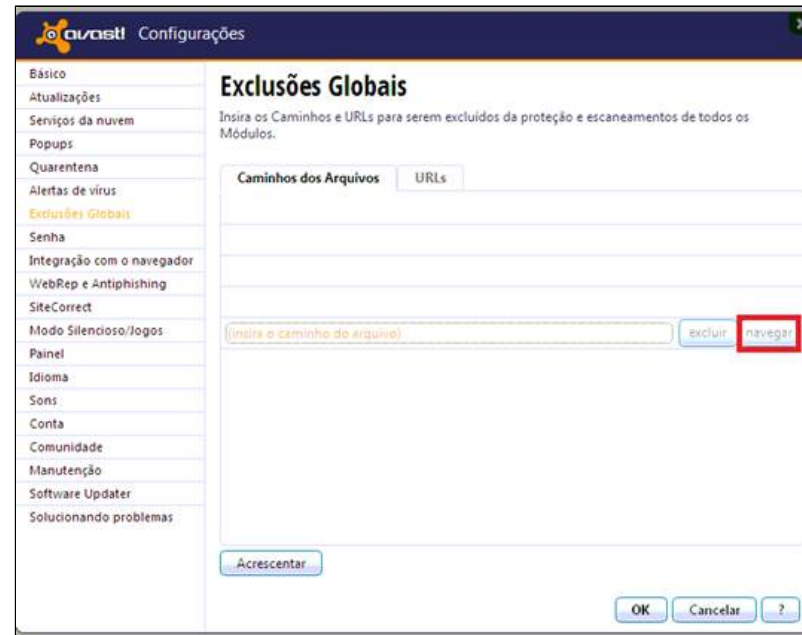 avast! Configurações
Básico
Atualizações
Serviços da nuvem
Popups
Quarentena
Alertas de vírus
Exclusões Globais
Senha
Integração com o navegador
WebRep e Antiphishing
SiteCorrect
Modo Silencioso/Jogos
Painel
Idioma
Sons
Conta
Comunidade
Manutenção
Software Updater
Solucionando problemas
Exclusões Globais
Insira os Caminhos e URLs para serem excluídos da proteção e escaneamentos de todos os
Módulos.
Caminhos dos Arquivos URLs
(insira o caminho do arquivo) excluir navegar
Acrescentar
OK Cancelar ?